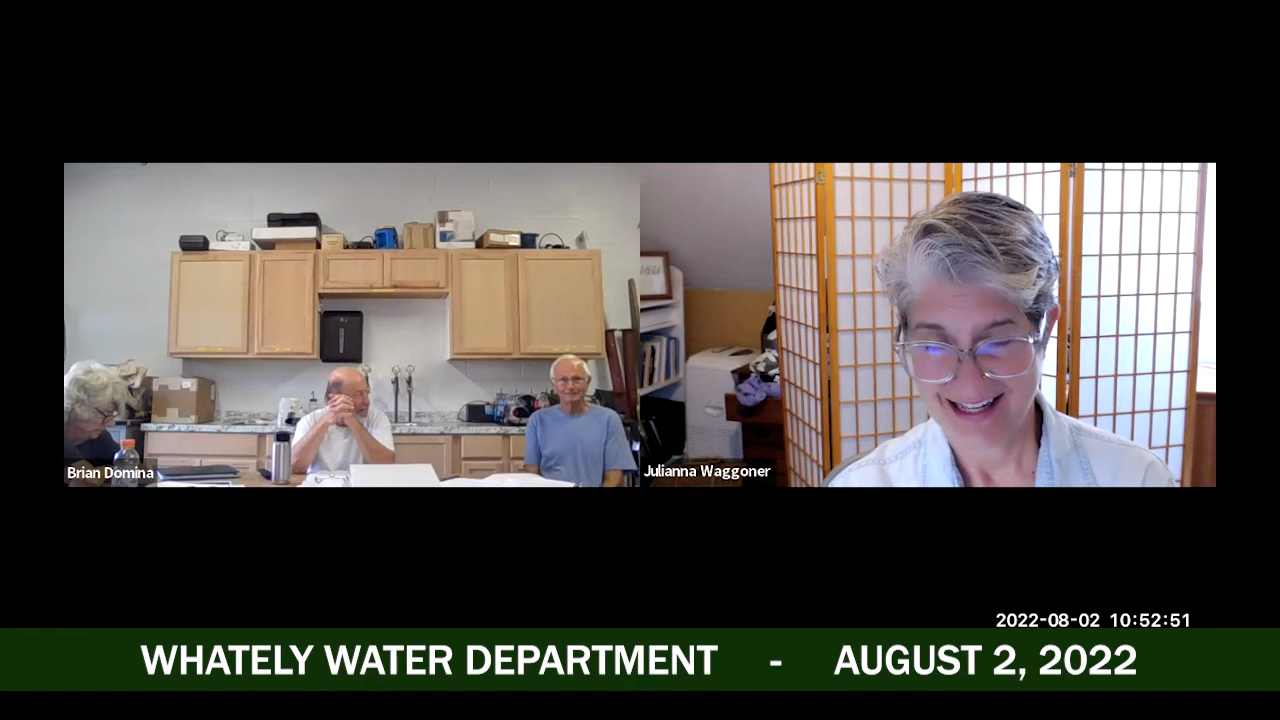 Brian Domina
Julianna Waggoner
2022-08-02 10:52:51
WHATELY WATER DEPARTMENT - AUGUST 2, 2022